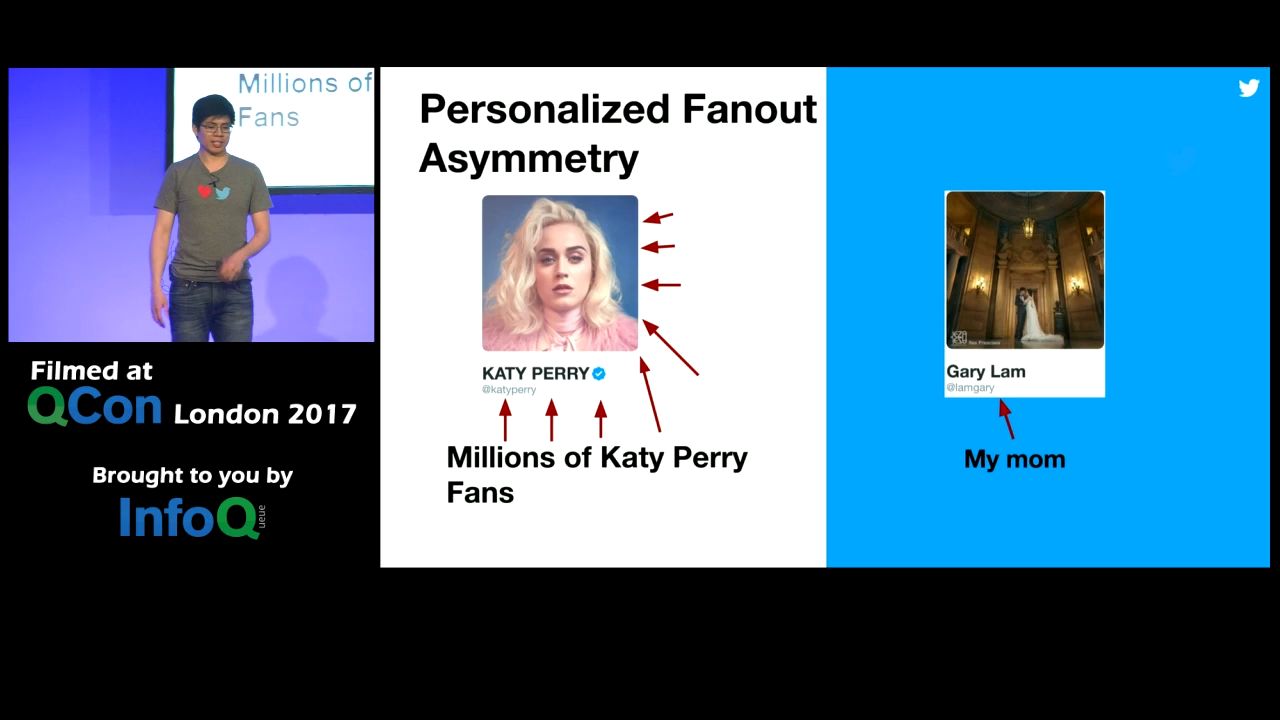 Millions of
Fans
Filmed at
QCon London 2017
Brought to you by
InfoQ
ueue
Personalized Fanout
Asymmetry
KATY PERRY
@katyperry
Millions of Katy Perry
Fans
Gary Lam
@lamgary
My mom